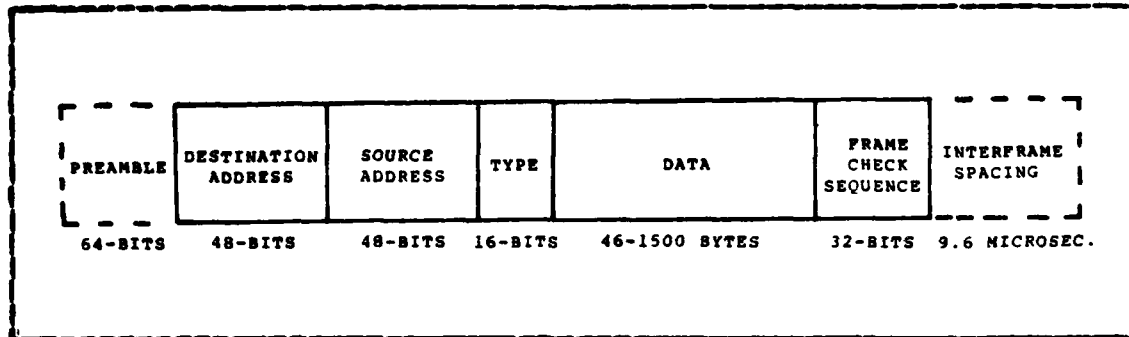 PREAMBLE
DESTINATION
ADDRESS
SOURCE
ADDRESS
TYPE
DATA
FRAME
CHECK
SEQUENCE
INTERFRAME
SPACING
64-BITS 48-BITS 48-BITS 16-BITS 46-1500 BYTES 32-BITS 9.6 MICROSEC.